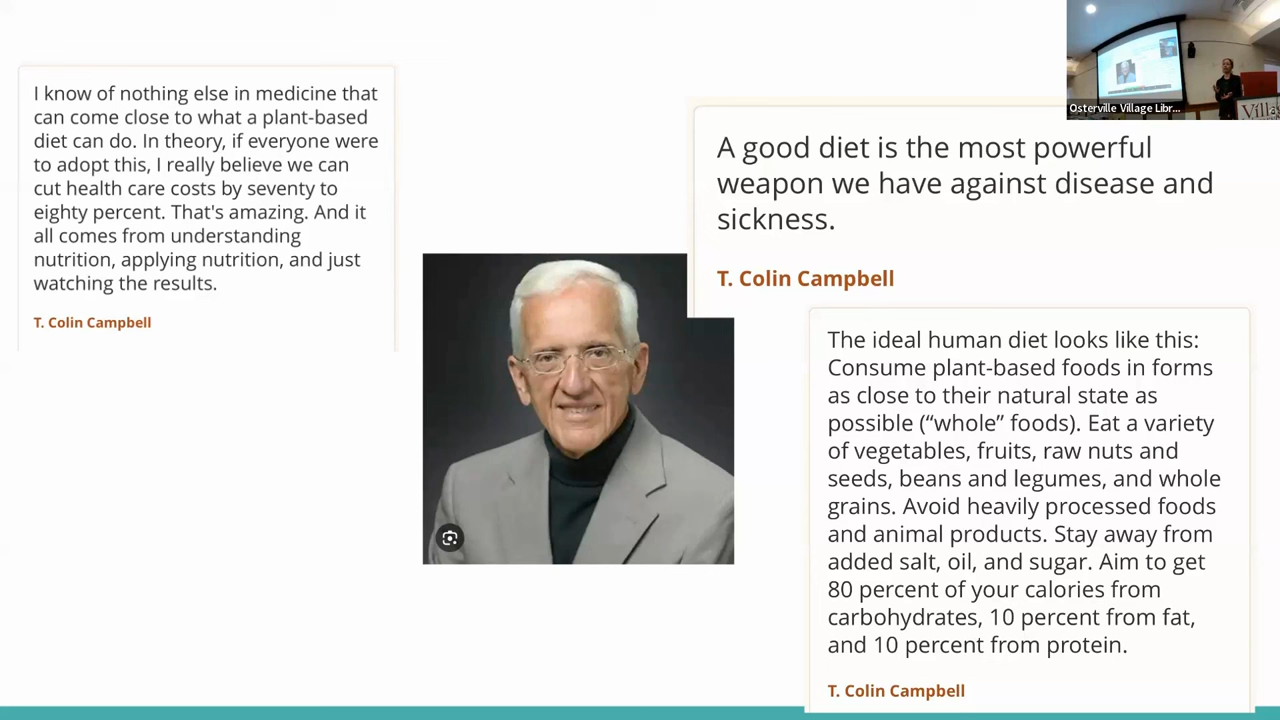 I know of nothing else in medicine that
can come close to what a plant-based
diet can do. In theory, if everyone were
to adopt this, I really believe we can
cut health care costs by seventy to
eighty percent. That's amazing. And it
all comes from understanding
nutrition, applying nutrition, and just
watching the results.
T. Colin Campbell
Osterville Village Libr...
Villa
A good diet is the most powerful
weapon we have against disease and
sickness.
T. Colin Campbell
The ideal human diet looks like this:
Consume plant-based foods in forms
as close to their natural state as
possible (“whole” foods). Eat a variety
of vegetables, fruits, raw nuts and
seeds, beans and legumes, and whole
grains. Avoid heavily processed foods
and animal products. Stay away from
added salt, oil, and sugar. Aim to get
80 percent of your calories from
carbohydrates, 10 percent from fat,
and 10 percent from protein.
T. Colin Campbell